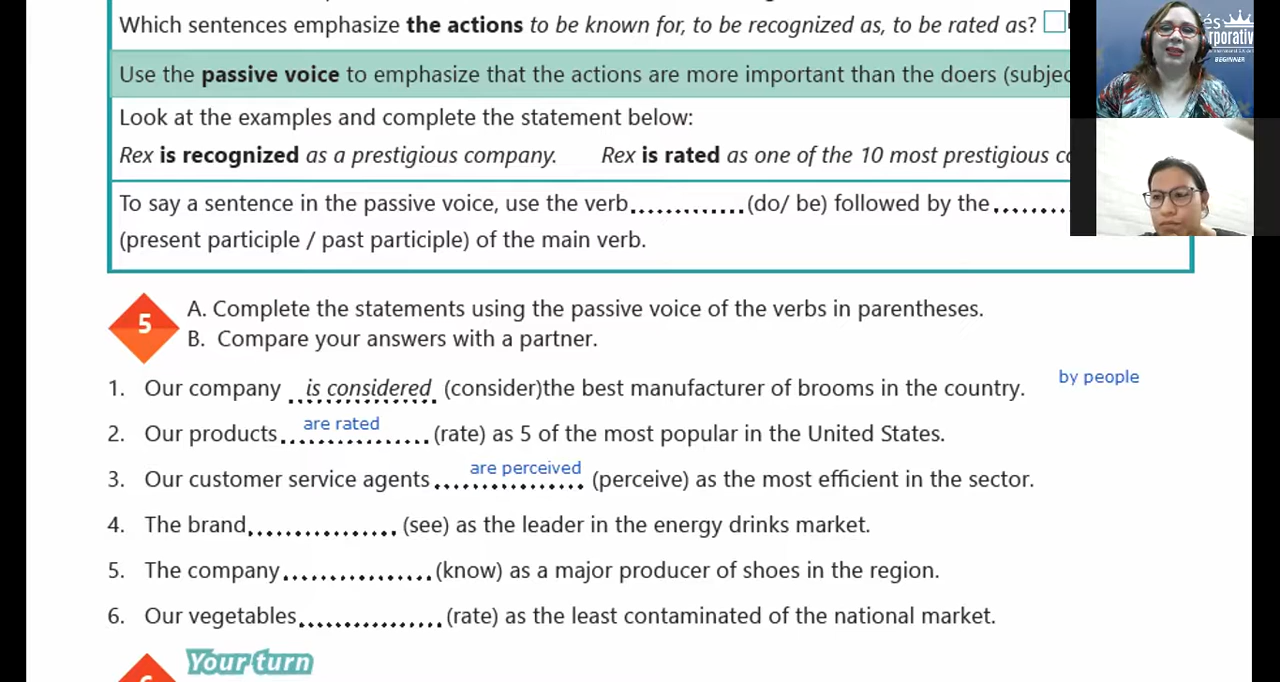 Which sentences emphasize the actions to be known for, to be recognized as, to be rated as?
Use the passive voice to emphasize that the actions are more important than the doers (subjec
Look at the examples and complete the statement below:
Rex is recognized as a prestigious company. Rex is rated as one of the 10 most prestigious co
To say a sentence in the passive voice, use the verb............. (do/ be) followed by the ........
(present participle / past participle) of the main verb.
5
A. Complete the statements using the passive voice of the verbs in parentheses.
B. Compare your answers with a partner.
by people
1. Our company is considered (consider)the best manufacturer of brooms in the country.
2. Our products are rated (rate) as 5 of the most popular in the United States.
3. Our customer service agents are perceived (perceive) as the most efficient in the sector.
4. The brand............... (see) as the leader in the energy drinks market.
5. The company............... (know) as a major producer of shoes in the region.
6. Our vegetables............... (rate) as the least contaminated of the national market.
Your turn
és
orporativ
BEGINNER